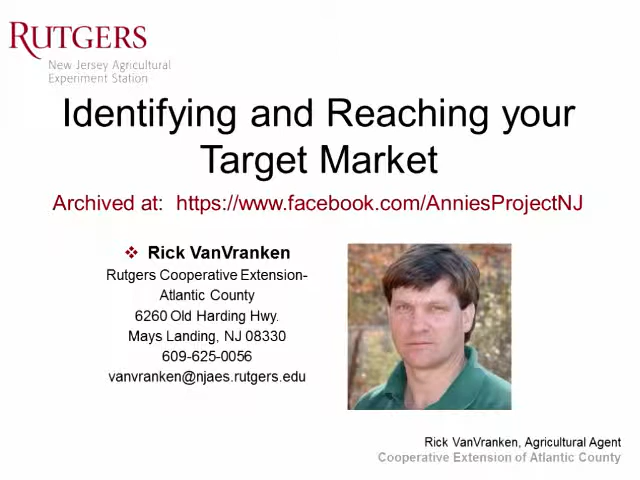 RUTGERS
New Jersey Agricultural
Experiment Station
Identifying and Reaching your
Target Market
Archived at: https://www.facebook.com/AnniesProjectNJ
❖ Rick VanVranken
Rutgers Cooperative Extension-
Atlantic County
6260 Old Harding Hwy.
Mays Landing, NJ 08330
609-625-0056
vanvranken@njaes.rutgers.edu
Rick VanVranken, Agricultural Agent
Cooperative Extension of Atlantic County